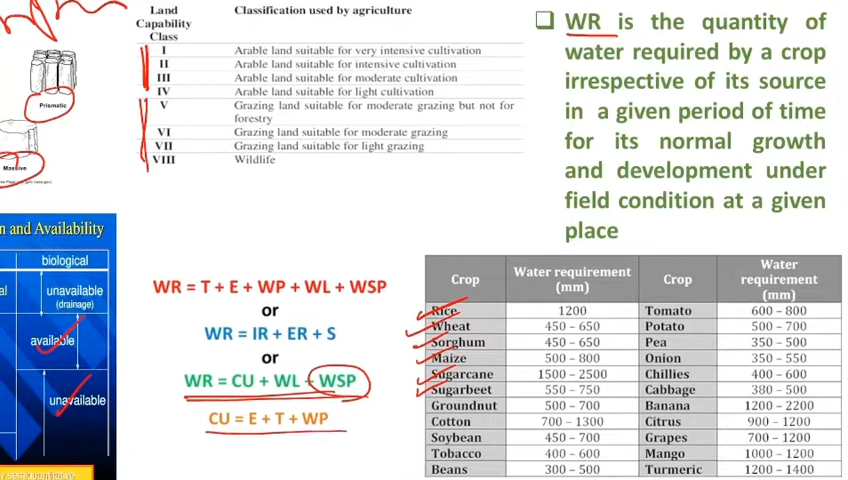 Land
Capability
Class
Classification used by agriculture
I Arable land suitable for very intensive cultivation
II Arable land suitable for intensive cultivation
III Arable land suitable for moderate cultivation
IV Arable land suitable for light cultivation
V Grazing land suitable for moderate grazing but not for
forestry
VI Grazing land suitable for moderate grazing
VII Grazing land suitable for light grazing
VIII Wildlife
Prismatic
Massive
WR is the quantity of
water required by a crop
irrespective of its source
in a given period of time
for its normal growth
and development under
field condition at a given
place
n and Availability
biological
al unavailable
(drainage)
available
unavailable
y semiquantitative
WR = T + E + WP + WL + WSP
or
WR = IR + ER + S
or
WR = CU + WL + WSP
CU = E + T + WP
Crop Water requirement (mm) Crop Water requirement (mm)
Rice 1200 Tomato 600 – 800
Wheat 450 – 650 Potato 500 – 700
Sorghum 450 – 650 Pea 350 – 500
Maize 500 – 800 Onion 350 – 550
Sugarcane 1500 – 2500 Chillies 400 – 600
Sugarbeet 550 – 750 Cabbage 380 – 500
Groundnut 500 – 700 Banana 1200 – 2200
Cotton 700 – 1300 Citrus 900 – 1200
Soybean 450 – 700 Grapes 700 – 1200
Tobacco 400 – 600 Mango 1000 – 1200
Beans 300 – 500 Turmeric 1200 – 1400